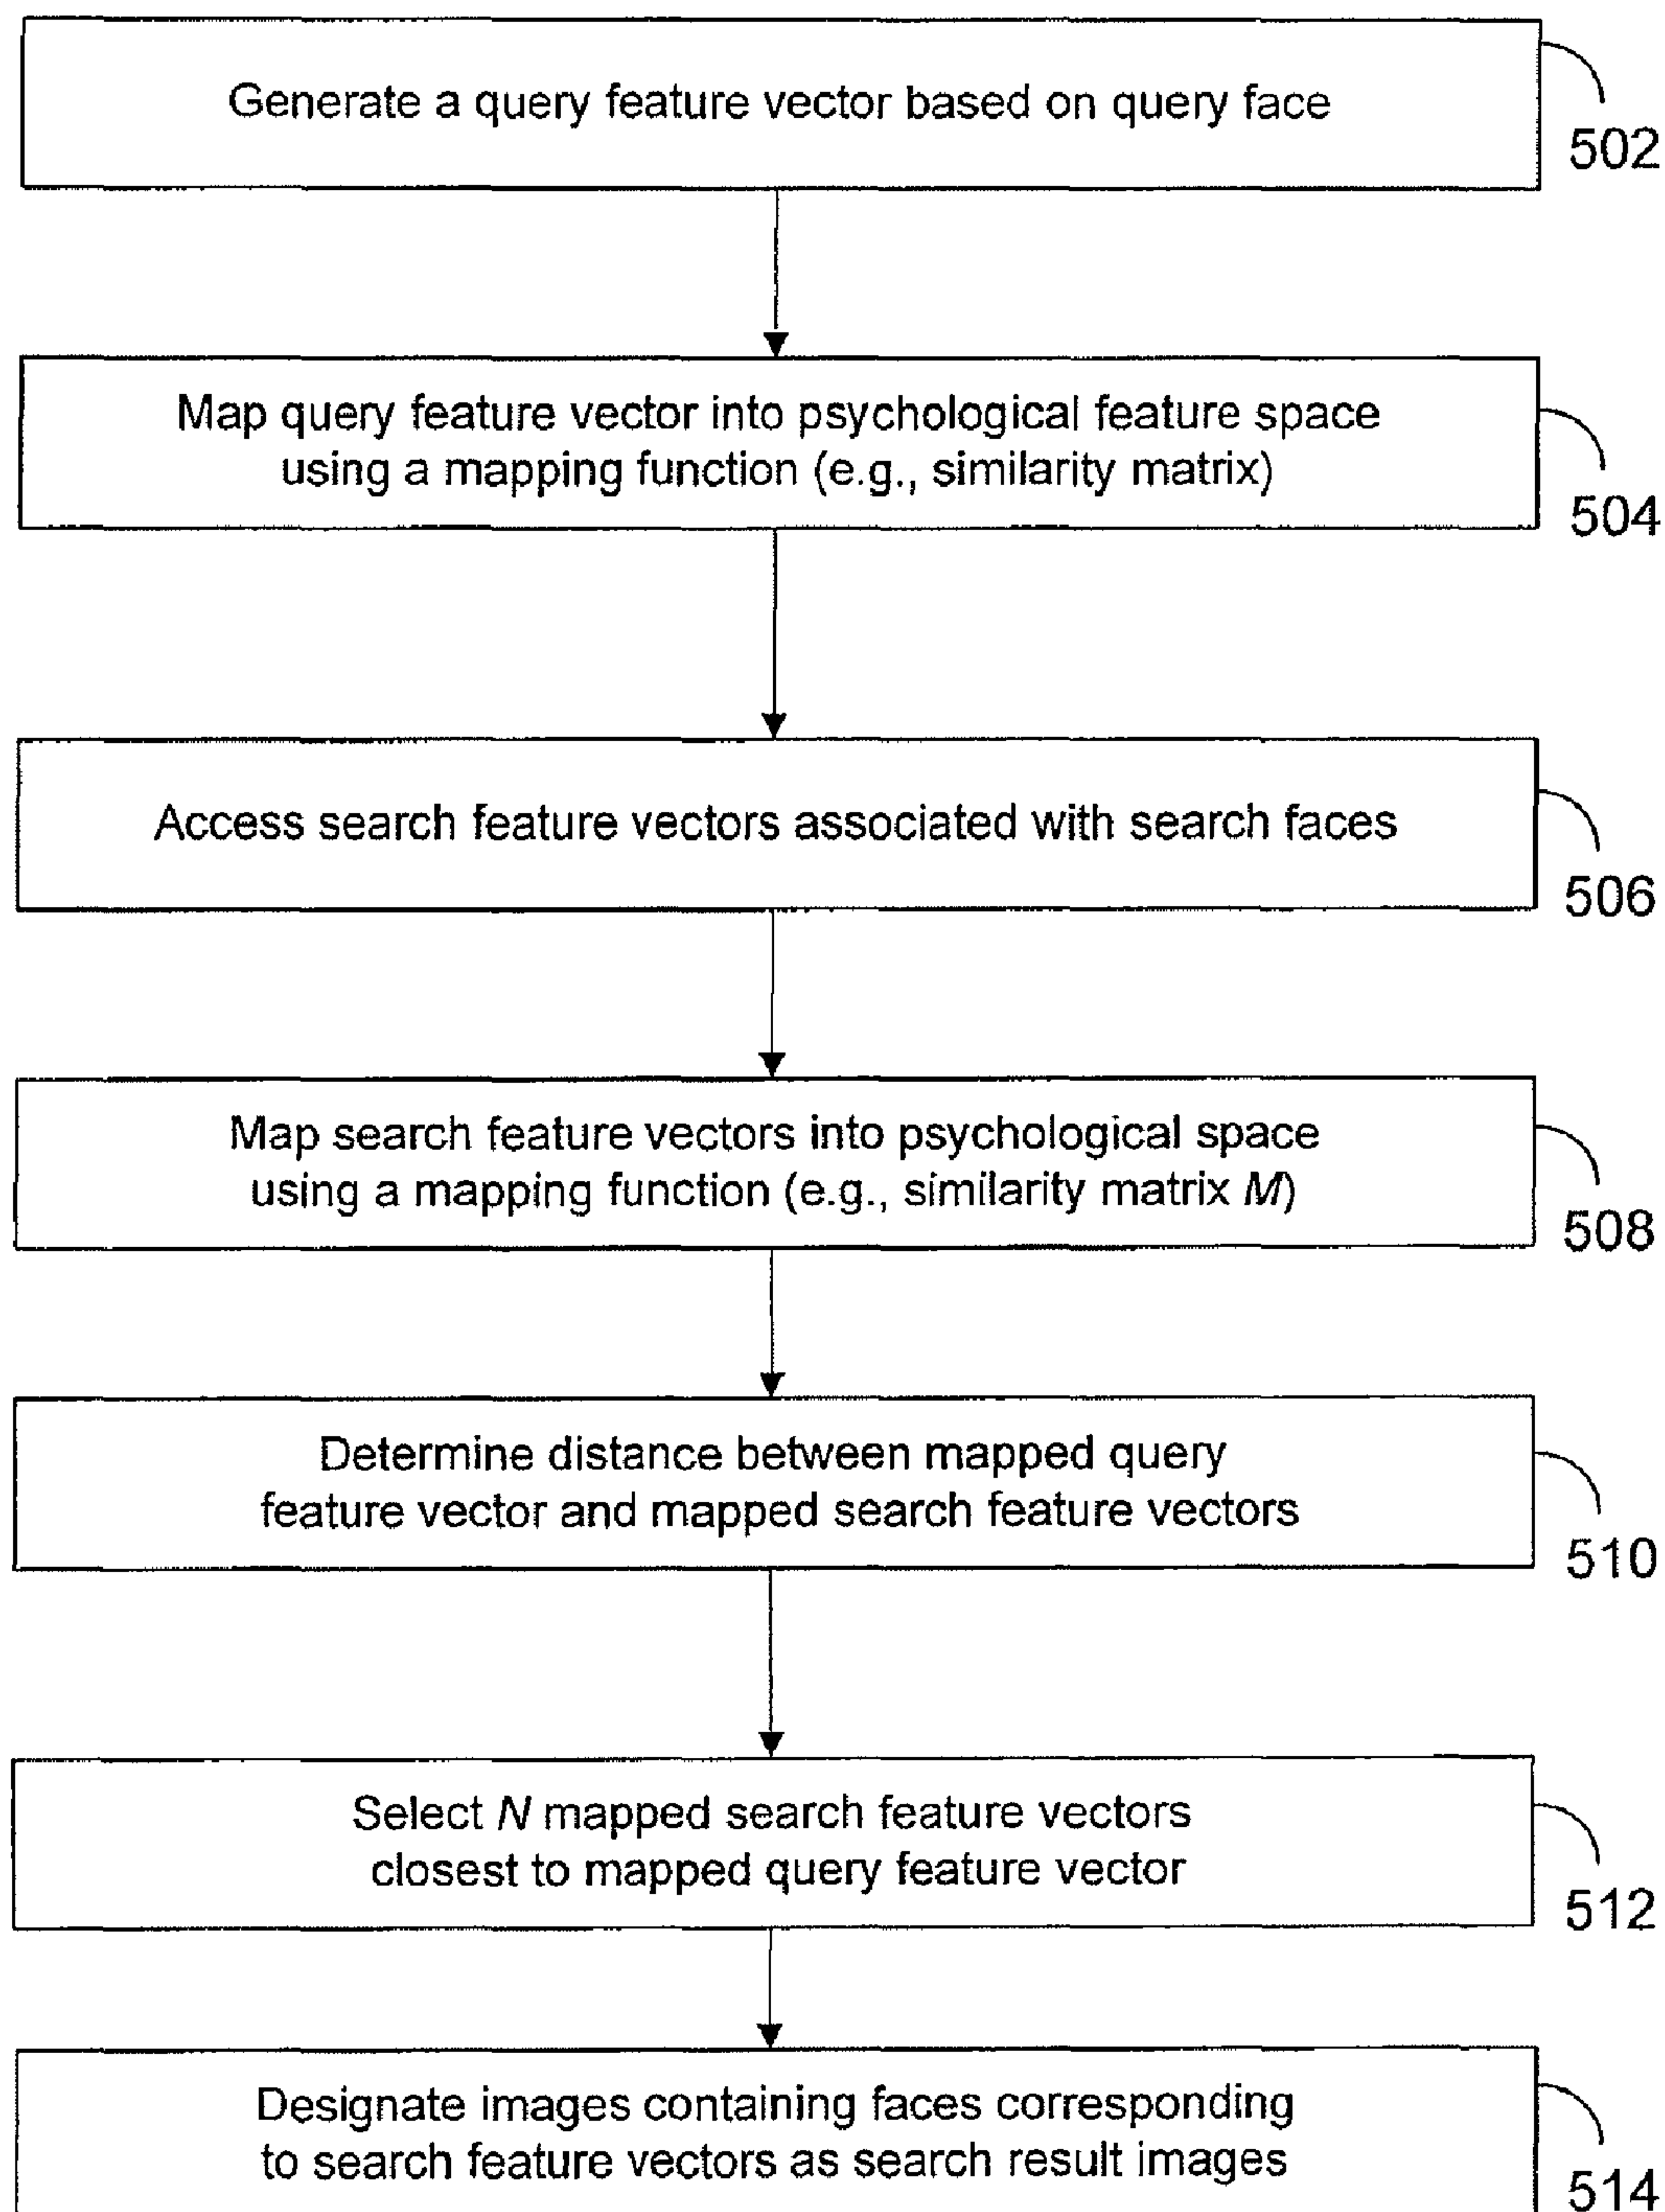 Generate a query feature vector based on query face
502
Map query feature vector into psychological feature space
using a mapping function (e.g., similarity matrix)
504
Access search feature vectors associated with search faces
506
Map search feature vectors into psychological space
using a mapping function (e.g., similarity matrix M)
508
Determine distance between mapped query
feature vector and mapped search feature vectors
510
Select N mapped search feature vectors
closest to mapped query feature vector
512
Designate images containing faces corresponding
to search feature vectors as search result images
514